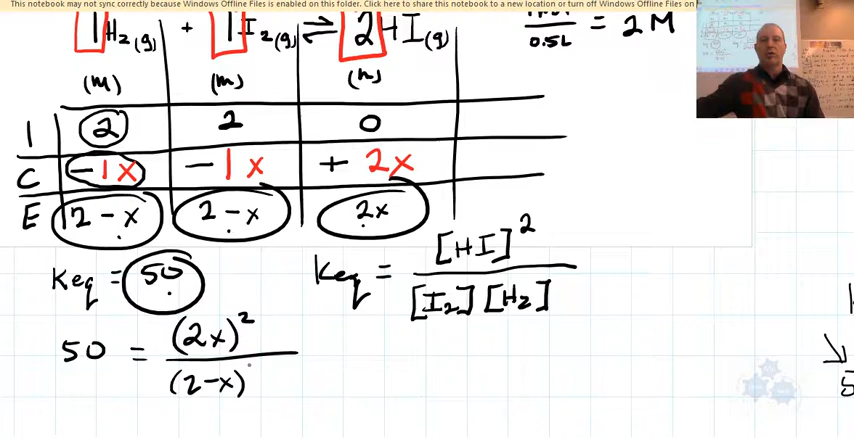 This notebook may not sync correctly because Windows Offline Files is enabled on this folder. Click here to share this notebook to a new location or turn off Windows Offline Files on
1H₂(g) + 1I₂(g) ⇌ 2HI(g)
0.5L = 2M
(m) (m) (m)
I 2 2 0
C -1x -1x + 2x
E 2-x 2-x 2x
Keq = 50 Keq = [HI]²
[I₂][H₂]
50 = (2x)²
(2-x)